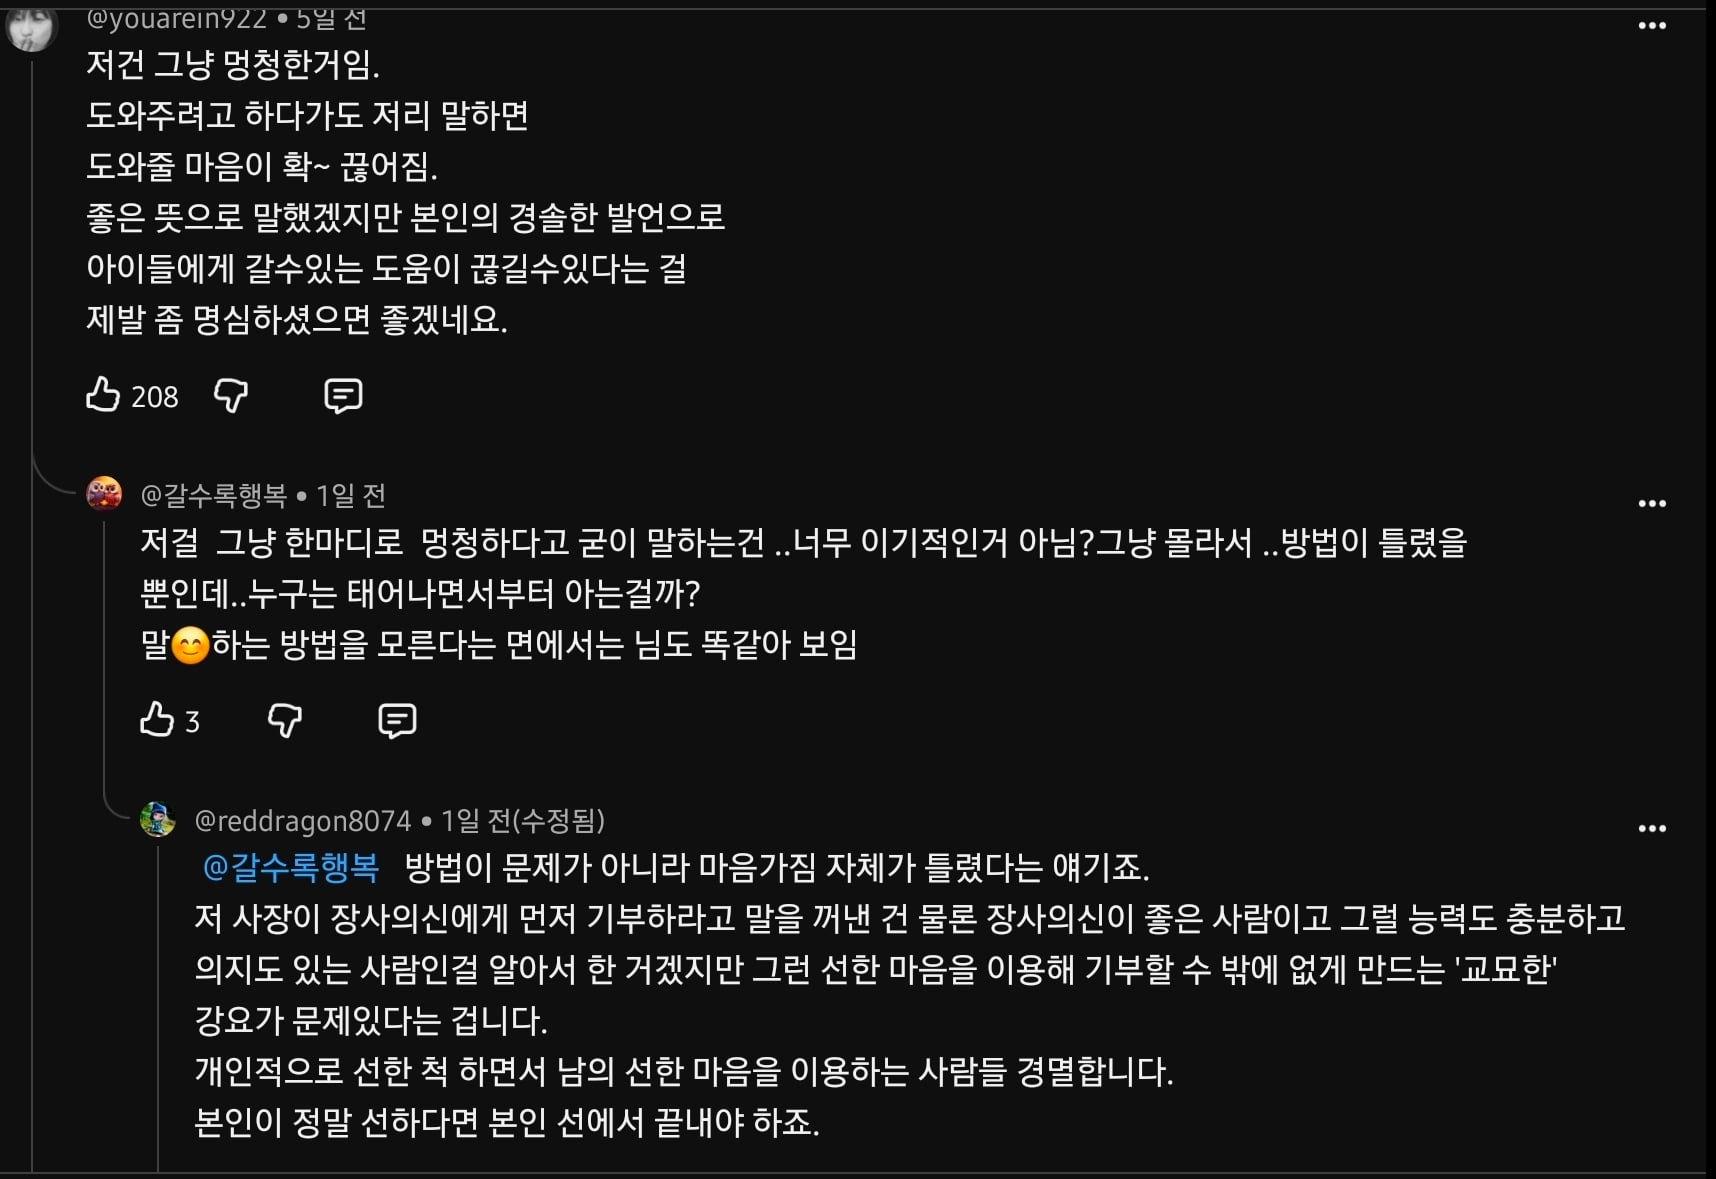 @youarein922 • 5일 전
저건 그냥 멍청한거임.
도와주려고 하다가도 저리 말하면
도와줄 마음이 확~ 끊어짐.
좋은 뜻으로 말했겠지만 본인의 경솔한 발언으로
아이들에게 갈수있는 도움이 끊길수있다는 걸
제발 좀 명심하셨으면 좋겠네요.
208
@갈수록행복 • 1일 전
저걸 그냥 한마디로 멍청하다고 굳이 말하는건 ..너무 이기적인거 아님?그냥 몰라서 ..방법이 틀렸을
뿐인데..누구는 태어나면서부터 아는걸까?
말😊하는 방법을 모른다는 면에서는 님도 똑같아 보임
3
@reddragon8074 • 1일 전(수정됨)
@갈수록행복 방법이 문제가 아니라 마음가짐 자체가 틀렸다는 얘기죠.
저 사장이 장사의신에게 먼저 기부하라고 말을 꺼낸 건 물론 장사의신이 좋은 사람이고 그럴 능력도 충분하고
의지도 있는 사람인걸 알아서 한 거겠지만 그런 선한 마음을 이용해 기부할 수 밖에 없게 만드는 '교묘한'
강요가 문제있다는 겁니다.
개인적으로 선한 척 하면서 남의 선한 마음을 이용하는 사람들 경멸합니다.
본인이 정말 선하다면 본인 선에서 끝내야 하죠.